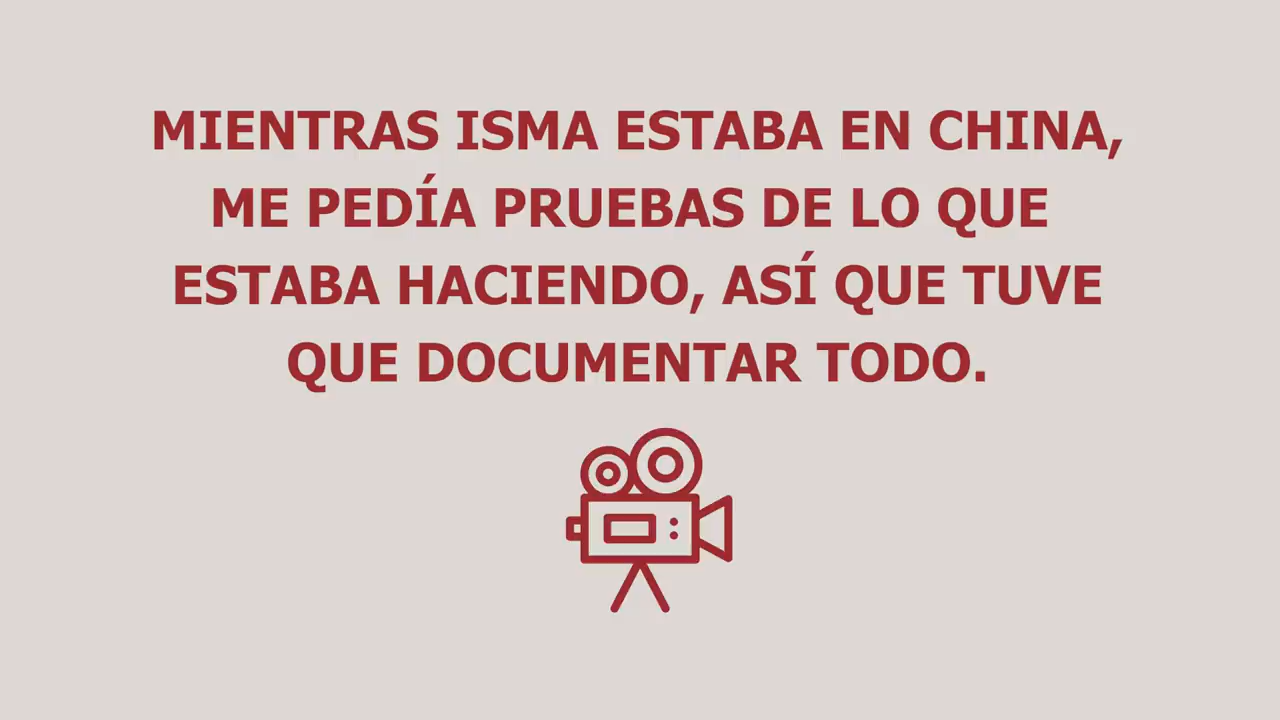 MIENTRAS ISMA ESTABA EN CHINA,
ME PEDÍA PRUEBAS DE LO QUE
ESTABA HACIENDO, ASÍ QUE TUVE
QUE DOCUMENTAR TODO.